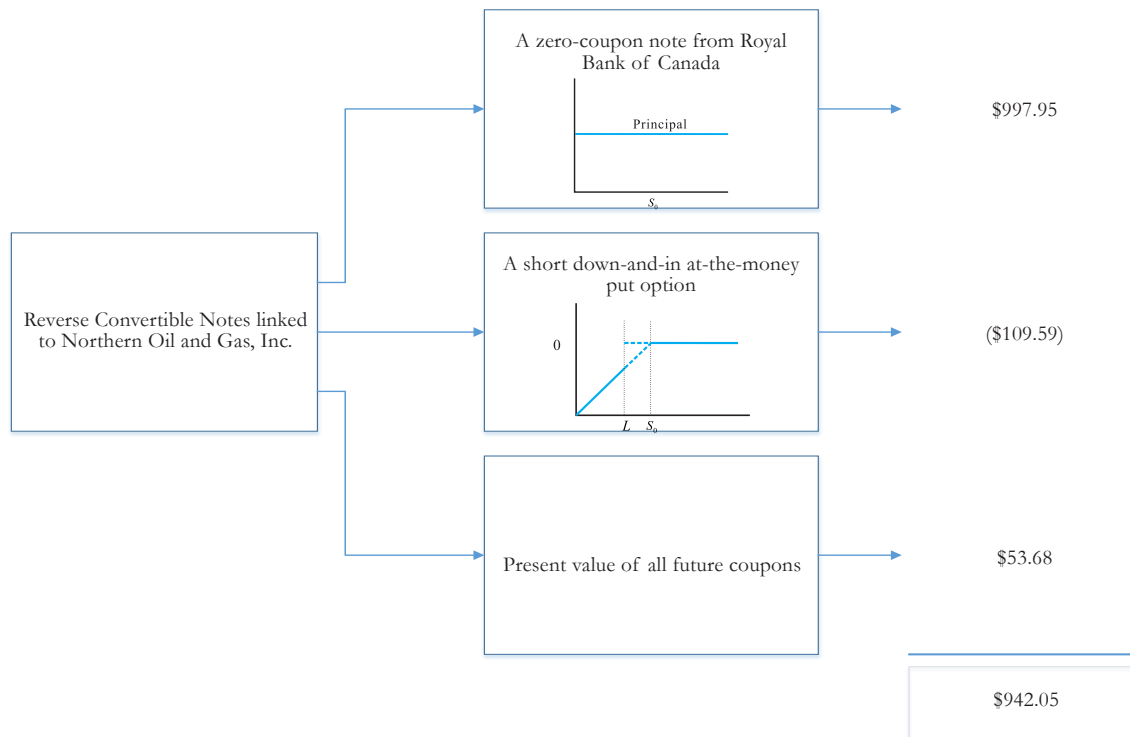 A zero-coupon note from Royal
Bank of Canada
Principal
S₀
$997.95
Reverse Convertible Notes linked
to Northern Oil and Gas, Inc.
A short down-and-in at-the-money
put option
0
L S₀
($109.59)
Present value of all future coupons
$53.68
$942.05